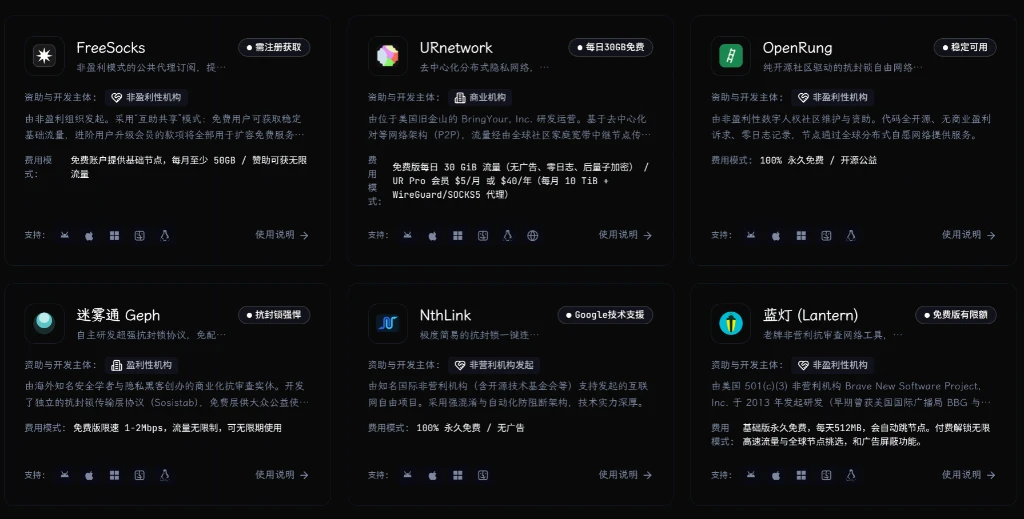 FreeSocks
需注册获取
非盈利模式的公共代理订阅，提…
资助与开发主体：
非盈利性机构
由非盈利组织发起。采用“互助共享”模式：免费用户可获取稳定
基础流量，进阶用户升级会员的款项将全部用于扩容免费服务…
费用模式：
免费账户提供基础节点，每月至少 50GB / 赞助可获无限
流量
支持：
使用说明 →
URnetwork
每日30GB免费
去中心化分布式隐私网络，…
资助与开发主体：
商业机构
由位于美国旧金山的 BringYour, Inc. 研发运营。基于去中心化
对等网络架构（P2P），流量经由全球社区家庭宽带中继节点传…
费用模式：
免费版每日 30 GiB 流量（无广告、零日志、后量子加密） /
UR Pro 会员 $5/月 或 $40/年（每月 10 TiB +
WireGuard/SOCKS5 代理）
支持：
使用说明 →
OpenRung
稳定可用
纯开源社区驱动的抗封锁自由网络…
资助与开发主体：
非盈利性机构
由非盈利性数字人权社区维护与资助。代码全开源、无商业盈利
诉求、零日志记录，节点通过全球分布式自愿网络提供服务。
费用模式：100% 永久免费 / 开源公益
支持：
使用说明 →
迷雾通 Geph
抗封锁强悍
自主研发超强抗封锁协议，免配…
资助与开发主体：
盈利性机构
由海外知名安全学者与隐私黑客创办的商业化抗审查实体。开发
了独立的抗封锁传输层协议（Sosistab），免费层供大众公益使…
费用模式：免费版限速 1-2Mbps，流量无限制，可无限期使用
支持：
使用说明 →
NthLink
Google技术支援
极度简易的抗封锁一键连…
资助与开发主体：
非营利机构发起
由知名国际非营利机构（含开源技术基金会等）支持发起的互联
网自由项目。采用强混淆与自动化防阻断架构，技术实力深厚。
费用模式：100% 永久免费 / 无广告
支持：
使用说明 →
蓝灯 (Lantern)
免费版有限额
老牌非营利抗审查网络工具，…
资助与开发主体：
非盈利性机构
由美国 501(c)(3) 非营利机构 Brave New Software Project,
Inc. 于 2013 年发起研发（早期曾获美国国际广播局 BBG 与…
费用
模式：
基础版永久免费，每天512MB，会自动跳节点。付费解锁无限
高速流量与全球节点挑选，和广告屏蔽功能。
支持：
使用说明 →